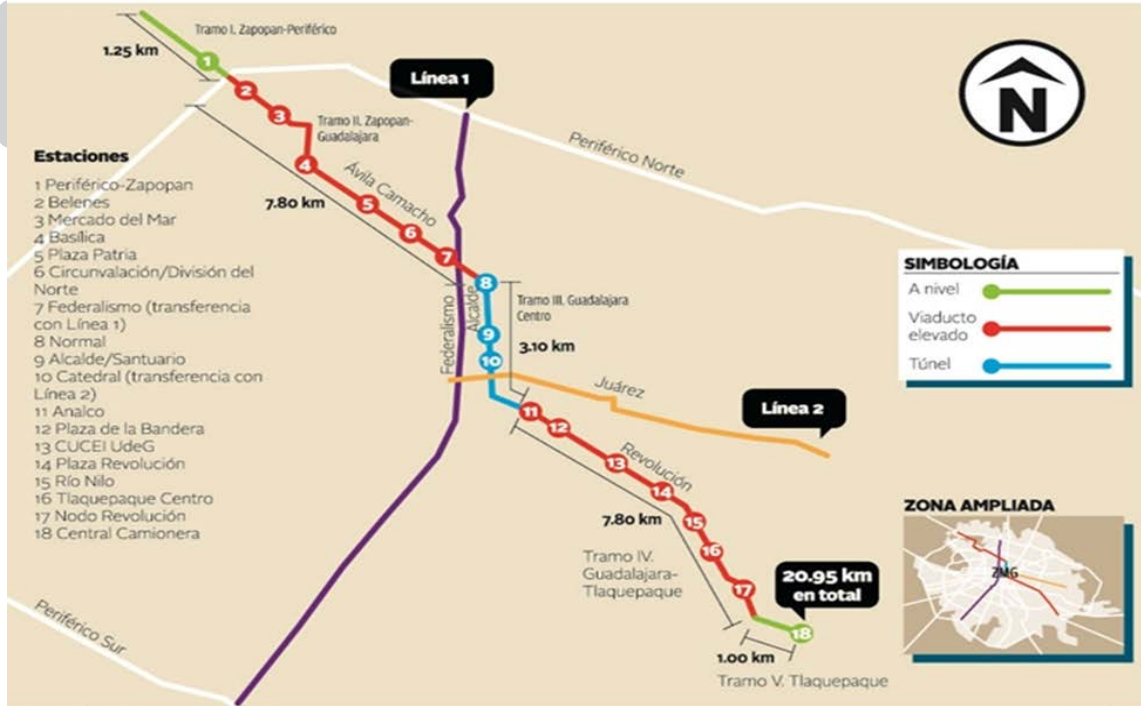 Tramo I. Zapopan-Periférico
1.25 km
1
2
3
Línea 1
Tramo II. Zapopan-
Guadalajara
4
Ávila Camacho
Periférico Norte
N
7.80 km
5
6
7
Estaciones
1 Periférico-Zapopan
2 Belenes
3 Mercado del Mar
4 Basílica
5 Plaza Patria
6 Circunvalación/División del
Norte
7 Federalismo (transferencia
con Línea 1)
8 Normal
9 Alcalde/Santuario
10 Catedral (transferencia con
Línea 2)
11 Analco
12 Plaza de la Bandera
13 CUCEI UdeG
14 Plaza Revolución
15 Río Nilo
16 Tlaquepaque Centro
17 Nodo Revolución
18 Central Camionera
8
Federalismo
Alcalde
Tramo III. Guadalajara
Centro
9
3.10 km
10
Juárez
Línea 2
SIMBOLOGÍA
A nivel
Viaducto
elevado
Túnel
11
12
13
Revolución
14
7.80 km
15
16
Tramo IV.
Guadalajara-
Tlaquepaque
17
20.95 km
en total
18
1.00 km
Tramo V. Tlaquepaque
Periférico Sur
ZONA AMPLIADA
ZMG